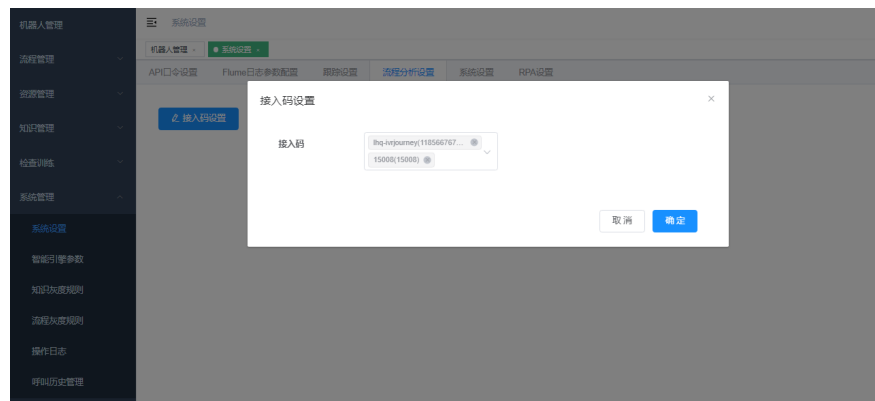 机器人管理
流程管理
资源管理
知识管理
检查训练
系统管理
系统设置
智能引擎参数
知识灰度规则
流程灰度规则
操作日志
呼叫历史管理
系统设置
机器人管理 × 系统设置 ×
API口令设置 Flume日志参数配置 跟踪设置 流程分析设置 系统设置 RPA设置
接入码设置
接入码设置 ×
接入码
lhq-ivrjourney(118566767...
15008(15008)
取消 确定